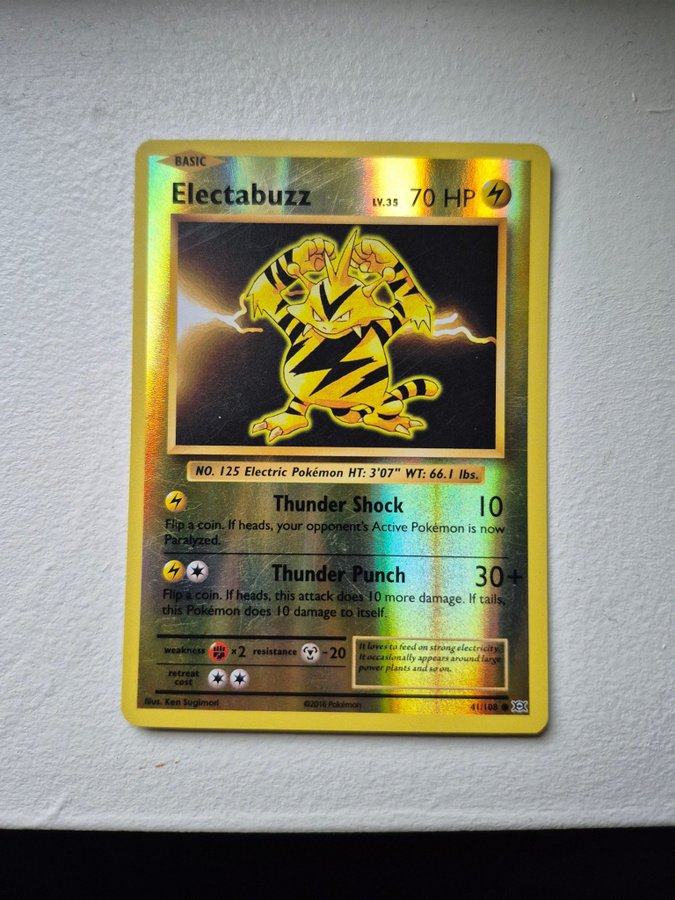 BASIC
Electabuzz LV.35 70 HP
NO. 125 Electric Pokémon HT: 3'07" WT: 66.1 lbs.
Thunder Shock 10
Flip a coin. If heads, your opponent's Active Pokémon is now
Paralyzed.
Thunder Punch 30+
Flip a coin. If heads, this attack does 10 more damage. If tails,
this Pokémon does 10 damage to itself.
weakness ×2 resistance -20
retreat
cost
It loves to feed on strong electricity.
It occasionally appears around large
power plants and so on.
Illus. Ken Sugimori ©2016 Pokémon 41/108